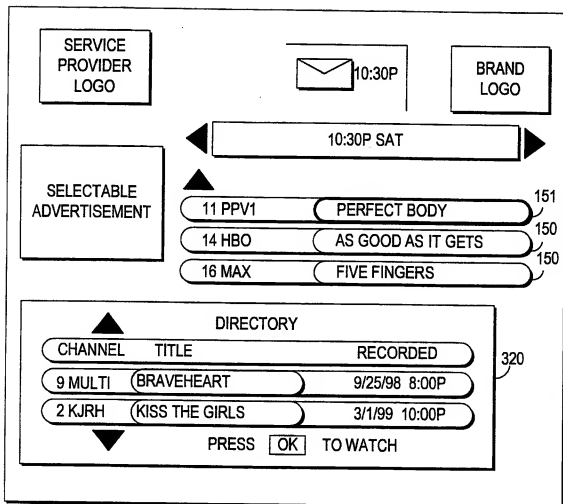 SERVICE
PROVIDER
LOGO
10:30P
BRAND
LOGO
10:30P SAT
SELECTABLE
ADVERTISEMENT
11 PPV1 PERFECT BODY 151
14 HBO AS GOOD AS IT GETS 150
16 MAX FIVE FINGERS 150
DIRECTORY
CHANNEL TITLE RECORDED
320
9 MULTI BRAVEHEART 9/25/98 8:00P
2 KJRH KISS THE GIRLS 3/1/99 10:00P
PRESS OK TO WATCH